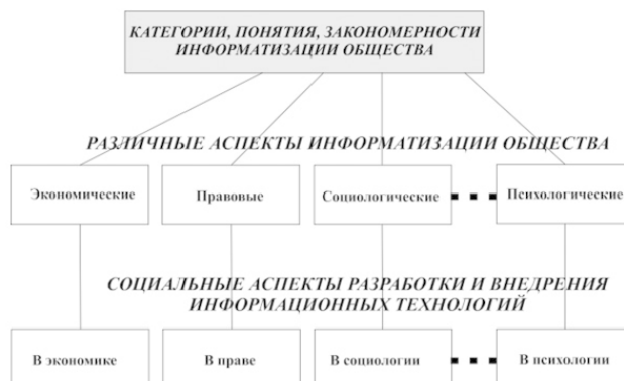 КАТЕГОРИИ, ПОНЯТИЯ, ЗАКОНОМЕРНОСТИ
ИНФОРМАТИЗАЦИИ ОБЩЕСТВА
РАЗЛИЧНЫЕ АСПЕКТЫ ИНФОРМАТИЗАЦИИ ОБЩЕСТВА
Экономические
Правовые
Социологические
Психологические
СОЦИАЛЬНЫЕ АСПЕКТЫ РАЗРАБОТКИ И ВНЕДРЕНИЯ
ИНФОРМАЦИОННЫХ ТЕХНОЛОГИЙ
В экономике
В праве
В социологии
В психологии